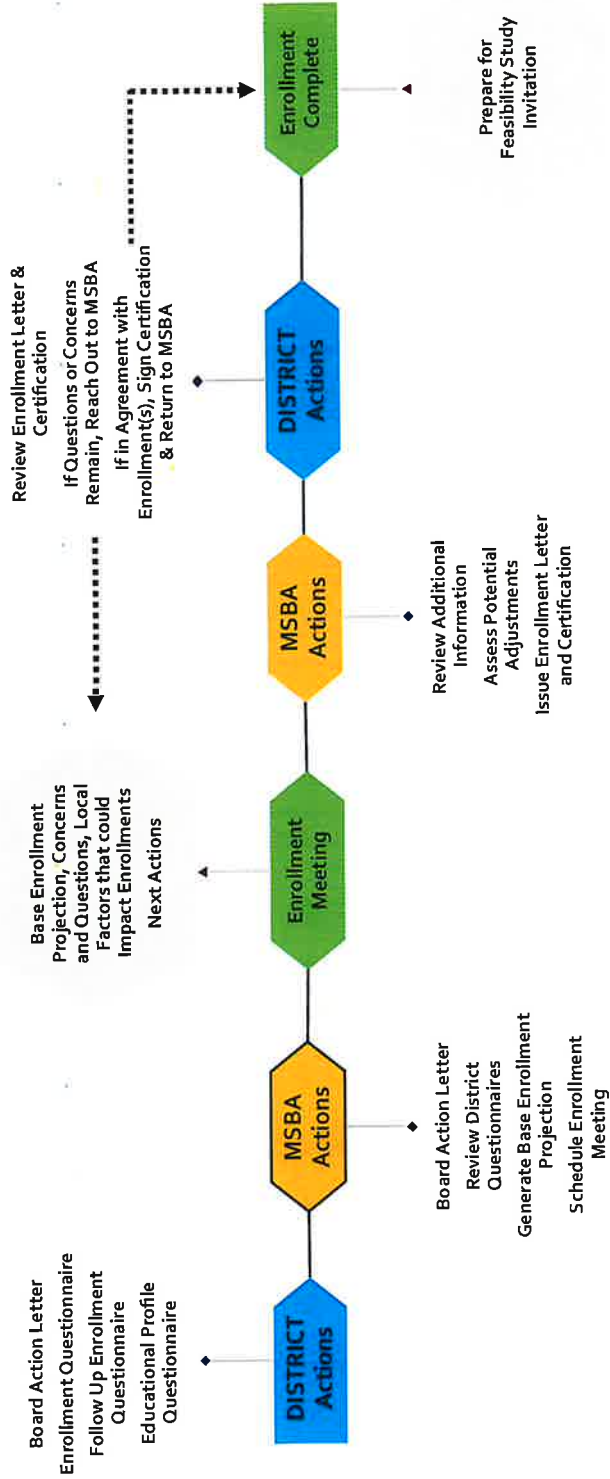 Board Action Letter
Enrollment Questionnaire
Follow Up Enrollment
Questionnaire
Educational Profile
Questionnaire
DISTRICT
Actions
MSBA
Actions
Board Action Letter
Review District
Questionnaires
Generate Base Enrollment
Projection
Schedule Enrollment
Meeting
Base Enrollment
Projection, Concerns
and Questions, Local
Factors that could
Impact Enrollments
Next Actions
Enrollment
Meeting
MSBA
Actions
Review Additional
Information
Assess Potential
Adjustments
Issue Enrollment Letter
and Certification
Review Enrollment Letter &
Certification
If Questions or Concerns
Remain, Reach Out to MSBA
If in Agreement with
Enrollment(s), Sign Certification
& Return to MSBA
DISTRICT
Actions
Enrollment
Complete
Prepare for
Feasibility Study
Invitation